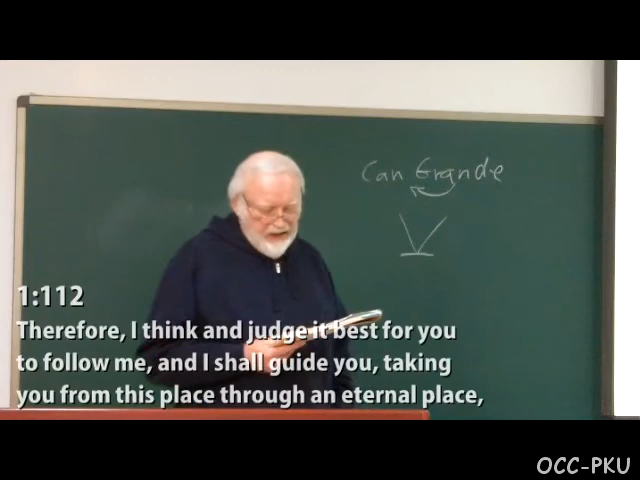 Can Grande
1:112
Therefore, I think and judge it best for you
to follow me, and I shall guide you, taking
you from this place through an eternal place,
OCC-PKU